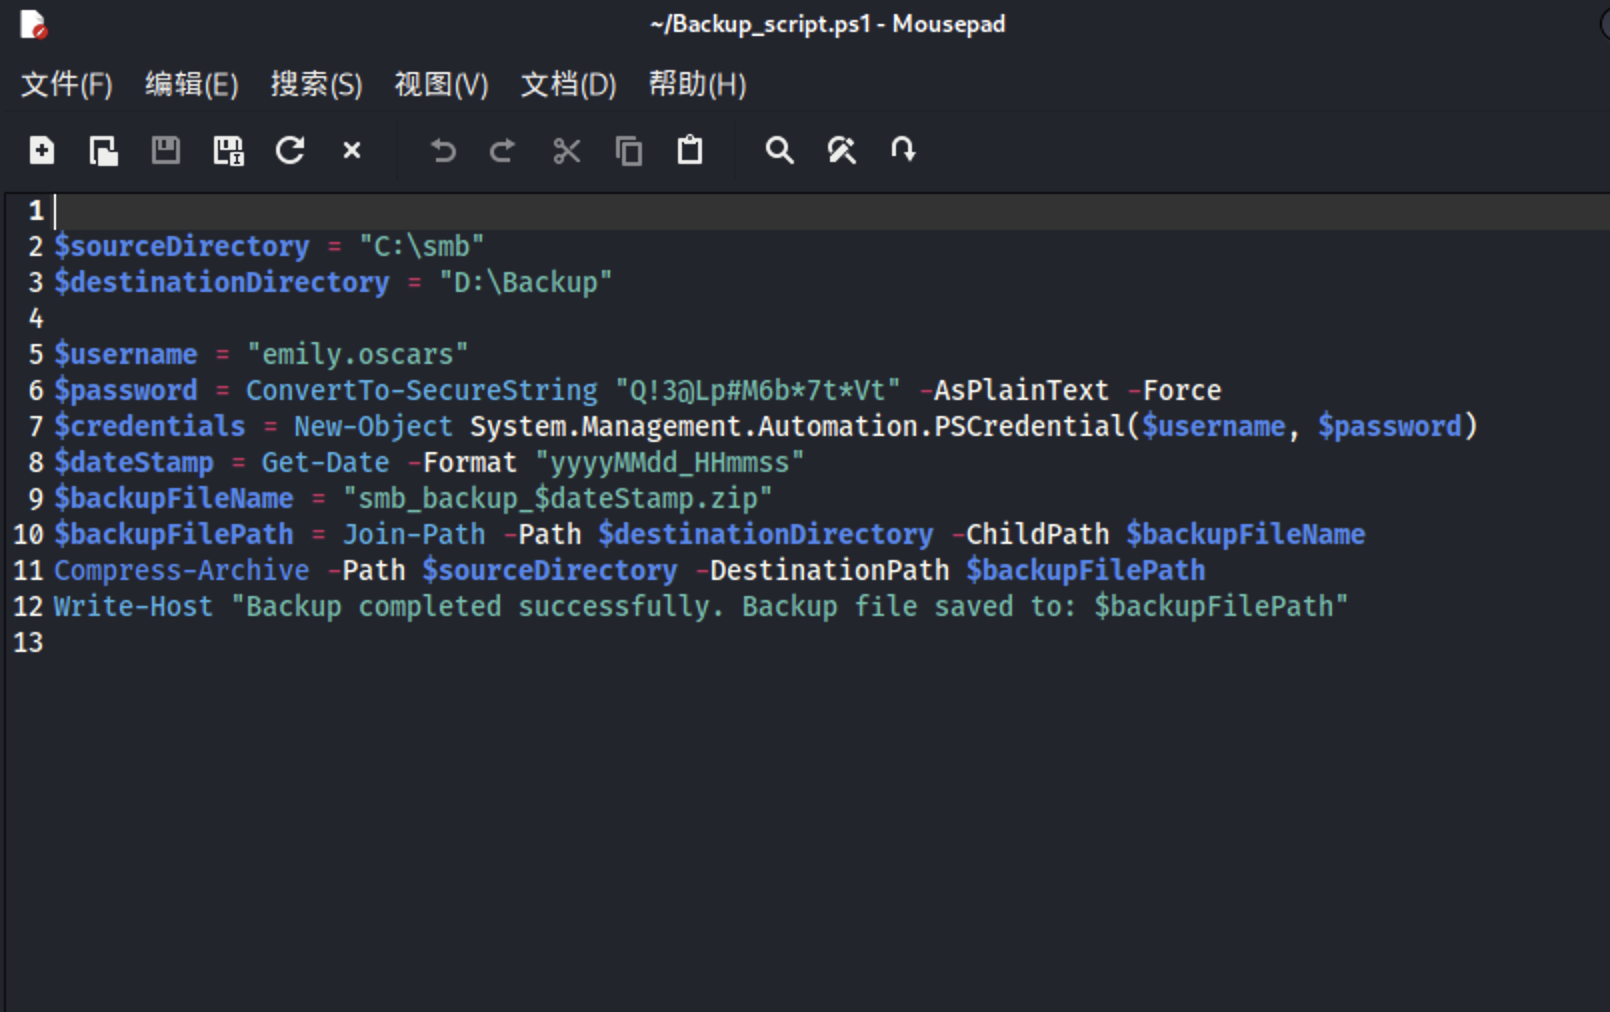 ~/Backup_script.ps1 - Mousepad
文件(F) 编辑(E) 搜索(S) 视图(V) 文档(D) 帮助(H)
1
2 $sourceDirectory = "C:\smb"
3 $destinationDirectory = "D:\Backup"
4
5 $username = "emily.oscars"
6 $password = ConvertTo-SecureString "Q!3@Lp#M6b*7t*Vt" -AsPlainText -Force
7 $credentials = New-Object System.Management.Automation.PSCredential($username, $password)
8 $dateStamp = Get-Date -Format "yyyyMMdd_HHmmss"
9 $backupFileName = "smb_backup_$dateStamp.zip"
10 $backupFilePath = Join-Path -Path $destinationDirectory -ChildPath $backupFileName
11 Compress-Archive -Path $sourceDirectory -DestinationPath $backupFilePath
12 Write-Host "Backup completed successfully. Backup file saved to: $backupFilePath"
13